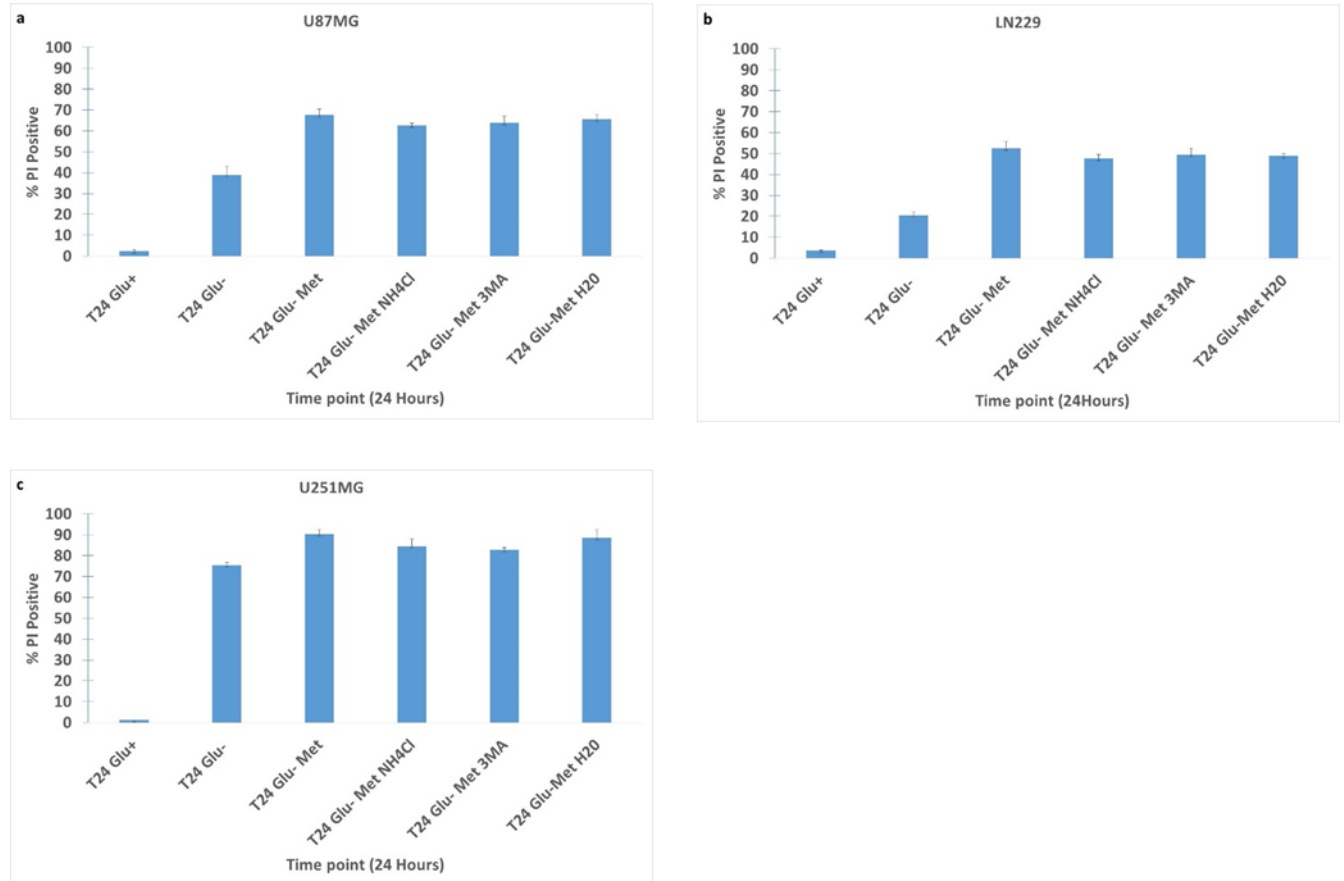 a
U87MG
100
90
80
70
60
50
40
30
20
10
0
% PI Positive
T24 Glu+
T24 Glu-
T24 Glu- Met
T24 Glu- Met NH4Cl
T24 Glu- Met 3MA
T24 Glu-Met H20
Time point (24 Hours)
b
LN229
100
90
80
70
60
50
40
30
20
10
0
% PI Positive
T24 Glu+
T24 Glu-
T24 Glu- Met
T24 Glu- Met NH4Cl
T24 Glu- Met 3MA
T24 Glu-Met H20
Time point (24Hours)
c
U251MG
100
90
80
70
60
50
40
30
20
10
0
% PI Positive
T24 Glu+
T24 Glu-
T24 Glu- Met
T24 Glu- Met NH4Cl
T24 Glu- Met 3MA
T24 Glu-Met H20
Time point (24 Hours)